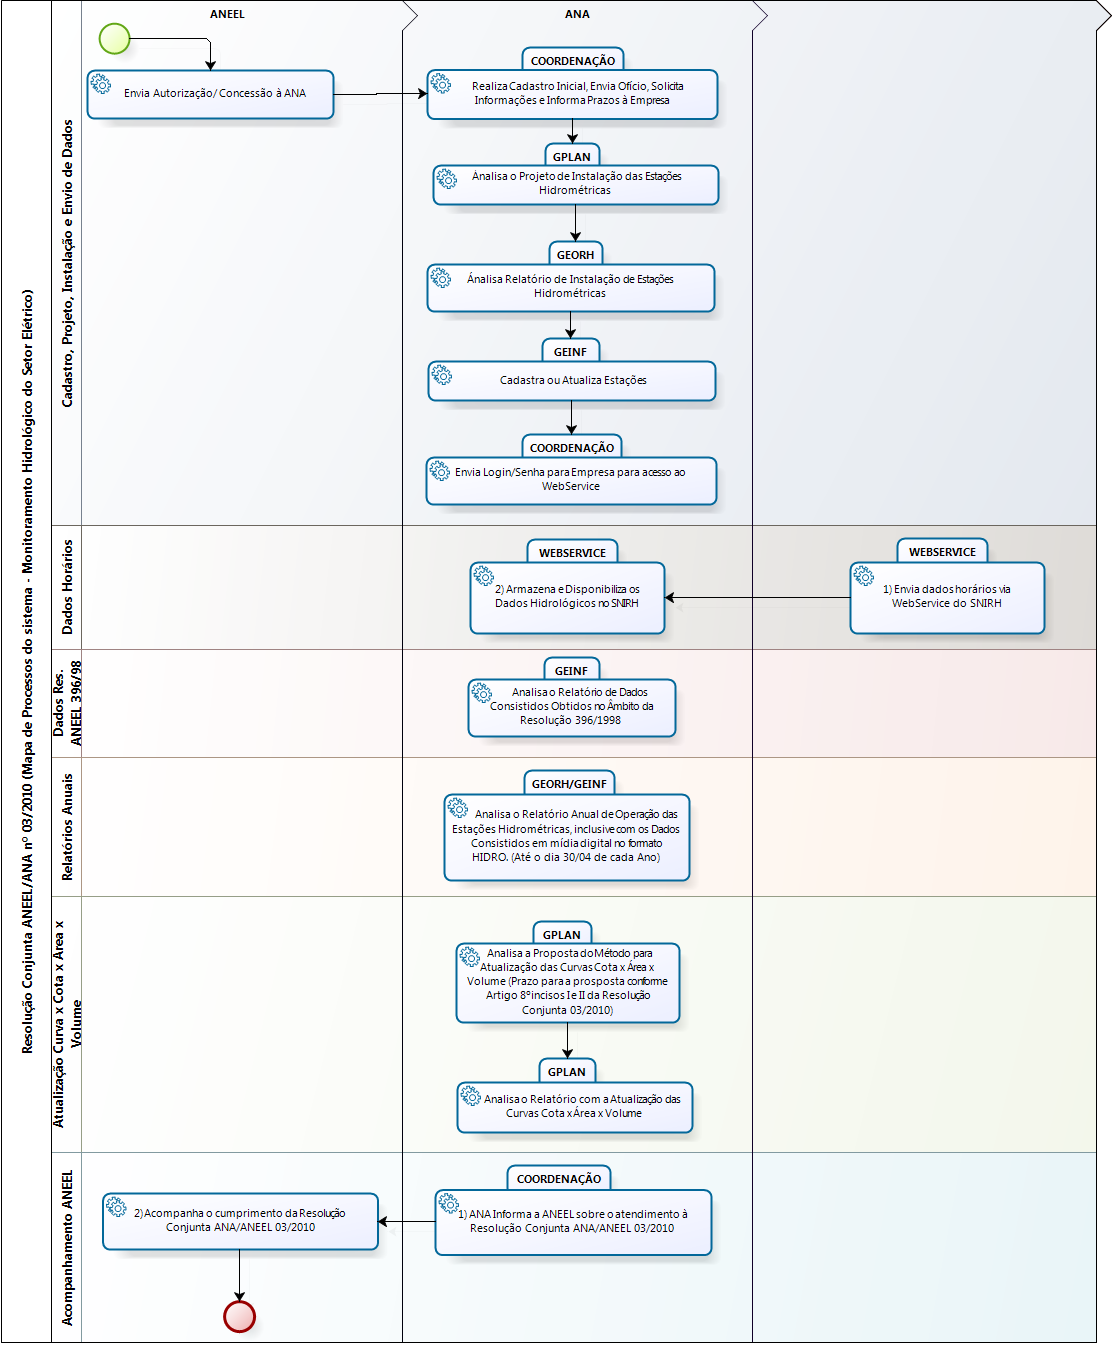 ANEEL
ANA
Resolução Conjunta ANEEL/ANA nº 03/2010 (Mapa de Processos do sistema - Monitoramento Hidrológico do Setor Elétrico)
Cadastro, Projeto, Instalação e Envio de Dados
Envia Autorização/Concessão à ANA
COORDENAÇÃO
Realiza Cadastro Inicial, Envia Ofício, Solicita
Informações e Informa Prazos à Empresa
GPLAN
Ánalisa o Projeto de Instalação das Estações
Hidrométricas
GEORH
Ánalisa Relatório de Instalação de Estações
Hidrométricas
GEINF
Cadastra ou Atualiza Estações
COORDENAÇÃO
Envia Login/Senha para Empresa para acesso ao
WebService
Dados Horários
WEBSERVICE
2) Armazena e Disponibiliza os
Dados Hidrológicos no SNIRH
WEBSERVICE
1) Envia dados horários via
WebService do SNIRH
Dados Res.
ANEEL 396/98
GEINF
Analisa o Relatório de Dados
Consistidos Obtidos no Âmbito da
Resolução 396/1998
Relatórios Anuais
GEORH/GEINF
Analisa o Relatório Anual de Operação das
Estações Hidrométricas, inclusive com os Dados
Consistidos em mídia digital no formato
HIDRO. (Até o dia 30/04 de cada Ano)
Atualização Curva x Cota x Área x
Volume
GPLAN
Analisa a Proposta do Método para
Atualização das Curvas Cota x Área x
Volume (Prazo para a prosposta conforme
Artigo 8º incisos I e II da Resolução
Conjunta 03/2010)
GPLAN
Analisa o Relatório com a Atualização das
Curvas Cota x Área x Volume
Acompanhamento ANEEL
COORDENAÇÃO
1) ANA Informa a ANEEL sobre o atendimento à
Resolução Conjunta ANA/ANEEL 03/2010
2) Acompanha o cumprimento da Resolução
Conjunta ANA/ANEEL 03/2010